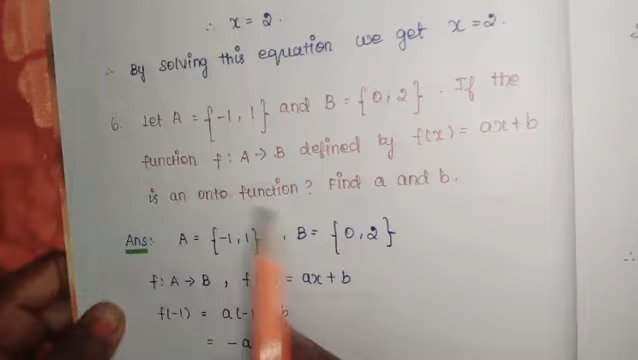 ∴ x = 2.
∴ By solving this equation we get x = 2.
6. Let A = {-1, 1} and B = {0, 2}. If the
function f : A → B defined by f(x) = ax + b
is an onto function? Find a and b.
Ans: A = {-1, 1}, B = {0, 2}
f : A → B, f = ax + b
f(-1) = a(-1 b
= -a